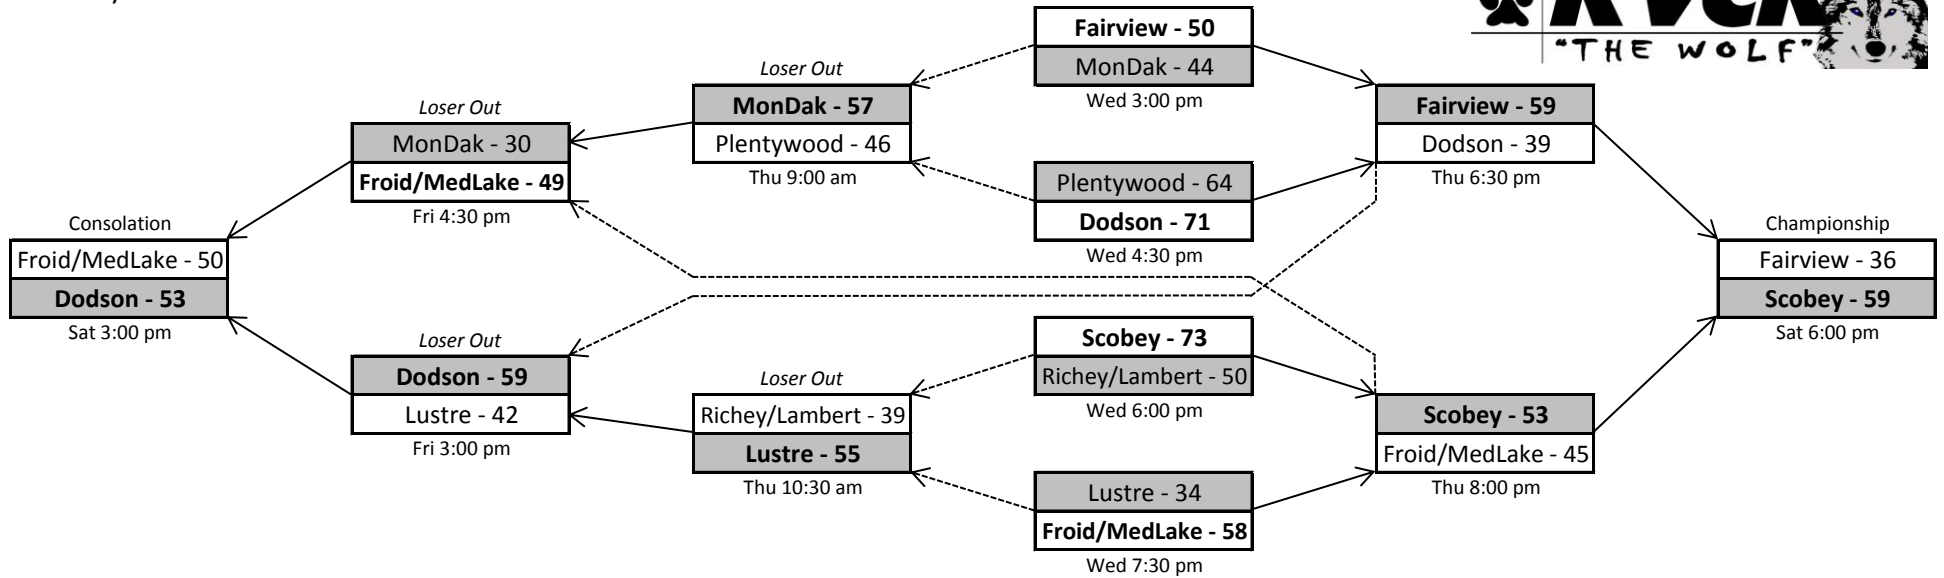 Fairview - 50
MonDak - 44
Wed 3:00 pm
"THE WOLF"
Loser Out
MonDak - 57
Plentywood - 46
Thu 9:00 am
Fairview - 59
Dodson - 39
Thu 6:30 pm
Loser Out
MonDak - 30
Froid/MedLake - 49
Fri 4:30 pm
Plentywood - 64
Dodson - 71
Wed 4:30 pm
Consolation
Froid/MedLake - 50
Dodson - 53
Sat 3:00 pm
Championship
Fairview - 36
Scobey - 59
Sat 6:00 pm
Loser Out
Dodson - 59
Lustre - 42
Fri 3:00 pm
Loser Out
Richey/Lambert - 39
Lustre - 55
Thu 10:30 am
Scobey - 73
Richey/Lambert - 50
Wed 6:00 pm
Scobey - 53
Froid/MedLake - 45
Thu 8:00 pm
Lustre - 34
Froid/MedLake - 58
Wed 7:30 pm